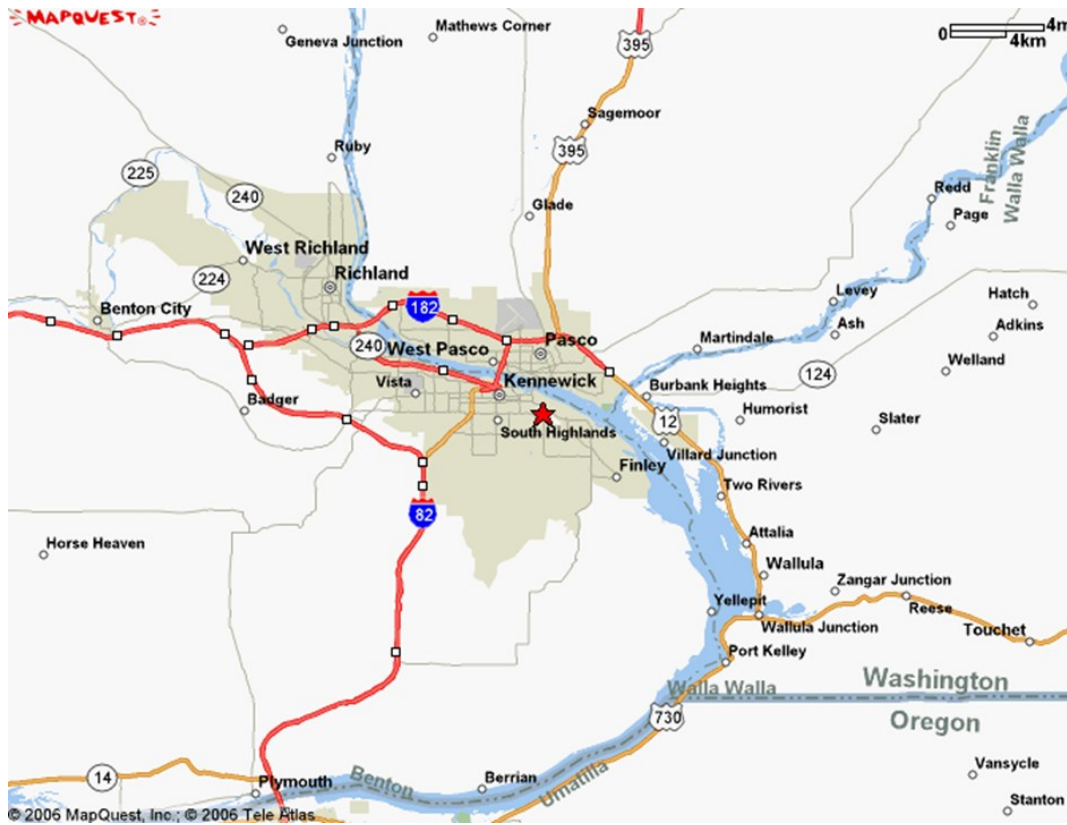 MAPQUEST®
Mathews Corner
Geneva Junction
395
0
4m
4km
Sagemoor
395
Ruby
225
240
Franklin
Walla Walla
Redd
Page
Glade
West Richland
Richland
224
Levey
Hatch
Benton City
182
Ash
Adkins
240
West Pasco
Pasco
Martindale
Welland
124
Vista
Kennewick
Burbank Heights
Badger
Humorist
12
Slater
South Highlands
Villard Junction
Finley
Two Rivers
82
Attalia
Horse Heaven
Wallula
Zangar Junction
Yellepit
Reese
Wallula Junction
Touchet
Port Kelley
Walla Walla
Washington
730
Oregon
14
Plymouth
Benton
Berrian
Umatilla
Vansycle
Stanton
© 2006 MapQuest, Inc.; © 2006 Tele Atlas